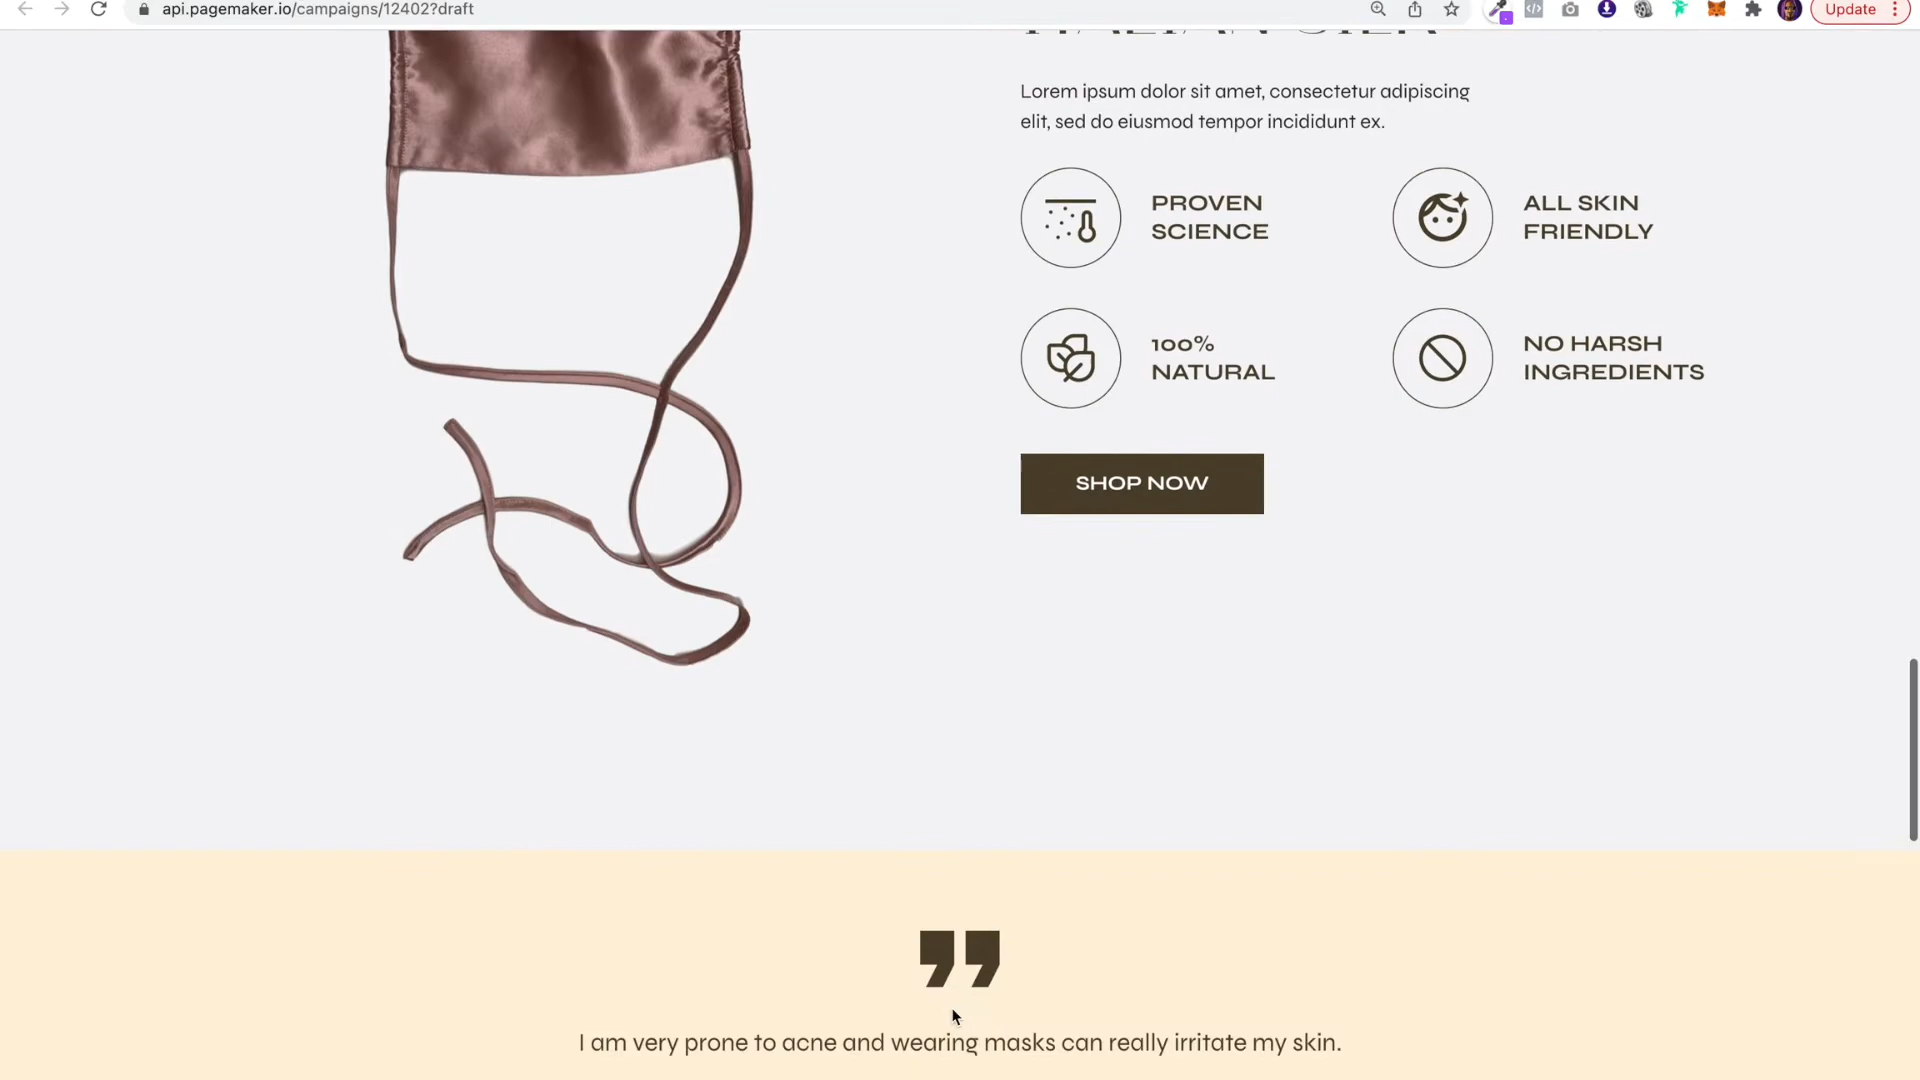 api.pagemaker.io/campaigns/12402?draft
Update
ITALIAN SILK
Lorem ipsum dolor sit amet, consectetur adipiscing
elit, sed do eiusmod tempor incididunt ex.
PROVEN
SCIENCE
ALL SKIN
FRIENDLY
100%
NATURAL
NO HARSH
INGREDIENTS
SHOP NOW
I am very prone to acne and wearing masks can really irritate my skin.